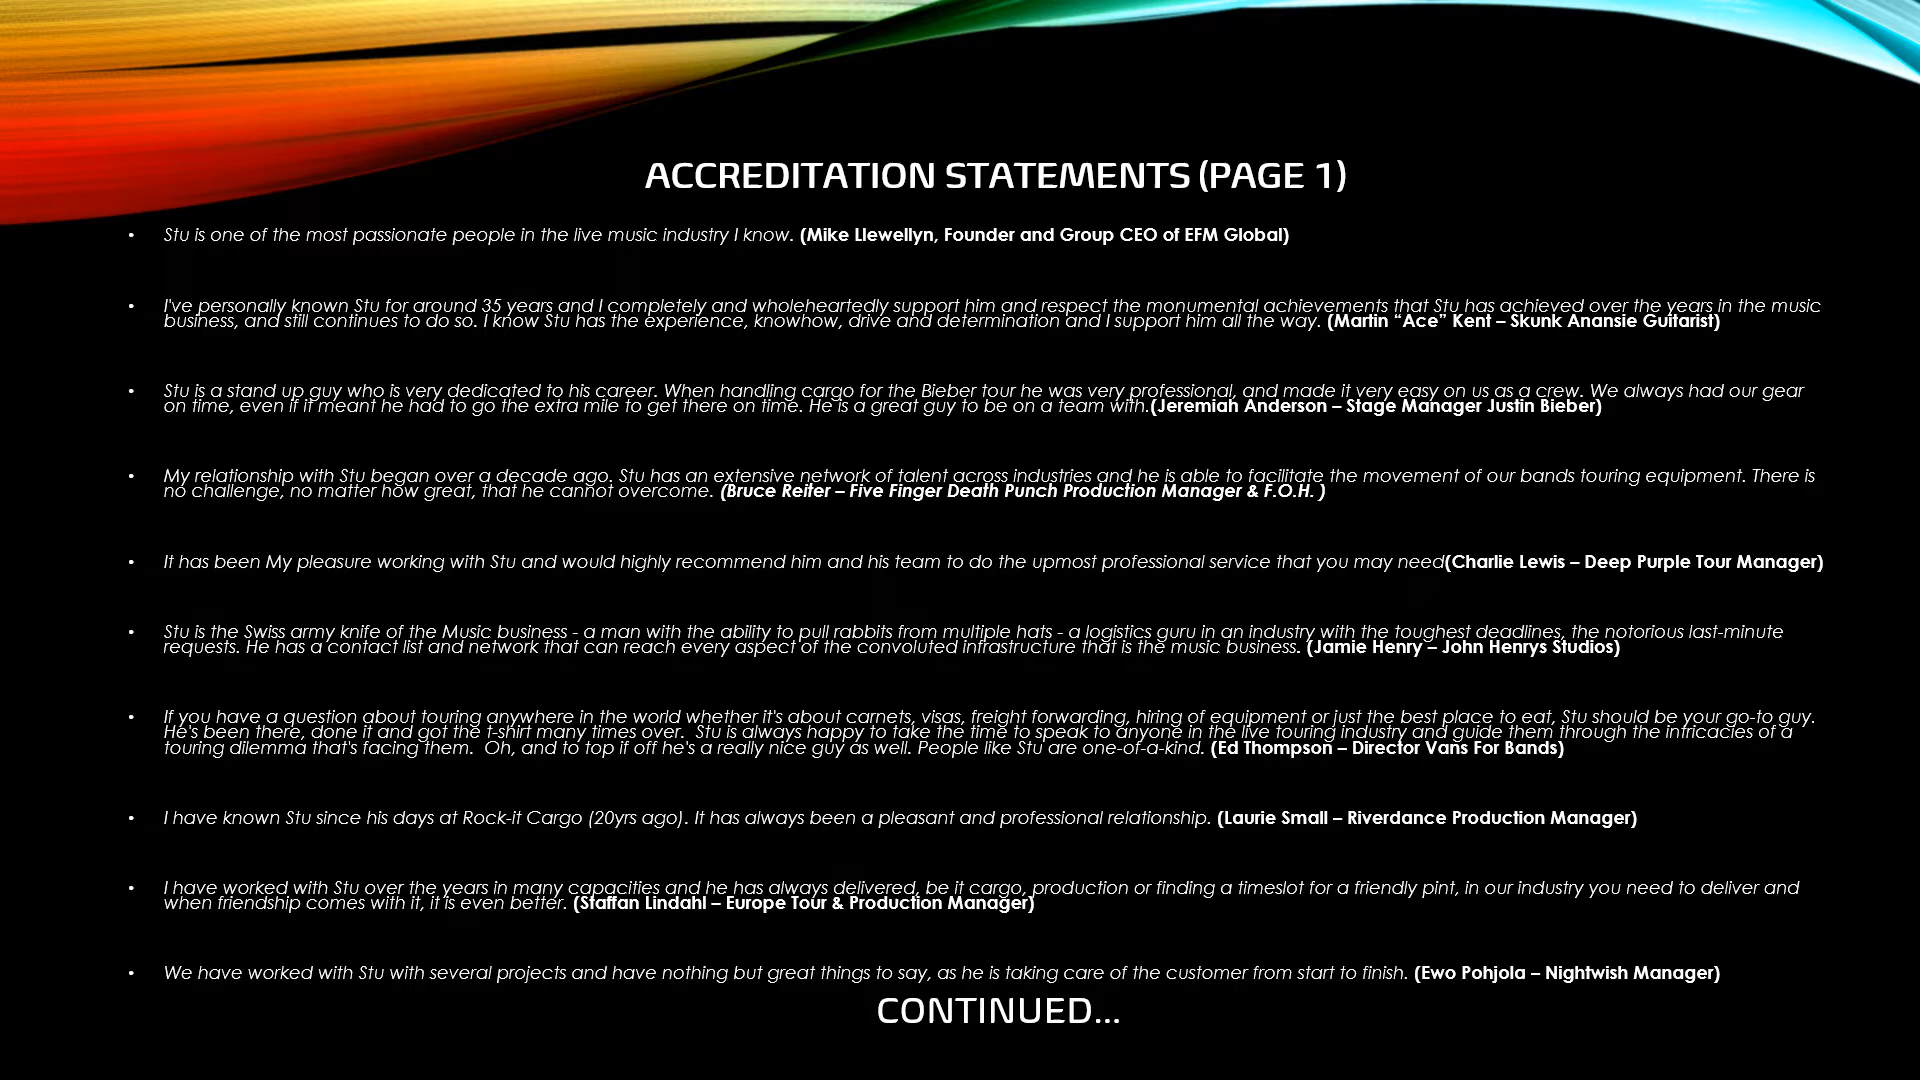 ACCREDITATION STATEMENTS (PAGE 1)
• Stu is one of the most passionate people in the live music industry I know. (Mike Llewellyn, Founder and Group CEO of EFM Global)
• I've personally known Stu for around 35 years and I completely and wholeheartedly support him and respect the monumental achievements that Stu has achieved over the years in the music
business, and still continues to do so. I know Stu has the experience, knowhow, drive and determination and I support him all the way. (Martin “Ace” Kent – Skunk Anansie Guitarist)
• Stu is a stand up guy who is very dedicated to his career. When handling cargo for the Bieber tour he was very professional, and made it very easy on us as a crew. We always had our gear
on time, even if it meant he had to go the extra mile to get there on time. He is a great guy to be on a team with.(Jeremiah Anderson – Stage Manager Justin Bieber)
• My relationship with Stu began over a decade ago. Stu has an extensive network of talent across industries and he is able to facilitate the movement of our bands touring equipment. There is
no challenge, no matter how great, that he cannot overcome. (Bruce Reiter – Five Finger Death Punch Production Manager & F.O.H. )
• It has been My pleasure working with Stu and would highly recommend him and his team to do the upmost professional service that you may need(Charlie Lewis – Deep Purple Tour Manager)
• Stu is the Swiss army knife of the Music business - a man with the ability to pull rabbits from multiple hats - a logistics guru in an industry with the toughest deadlines, the notorious last-minute
requests. He has a contact list and network that can reach every aspect of the convoluted infrastructure that is the music business. (Jamie Henry – John Henrys Studios)
• If you have a question about touring anywhere in the world whether it's about carnets, visas, freight forwarding, hiring of equipment or just the best place to eat, Stu should be your go-to guy.
He's been there, done it and got the t-shirt many times over.  Stu is always happy to take the time to speak to anyone in the live touring industry and guide them through the intricacies of a
touring dilemma that's facing them.  Oh, and to top if off he's a really nice guy as well. People like Stu are one-of-a-kind. (Ed Thompson – Director Vans For Bands)
• I have known Stu since his days at Rock-it Cargo (20yrs ago). It has always been a pleasant and professional relationship. (Laurie Small – Riverdance Production Manager)
• I have worked with Stu over the years in many capacities and he has always delivered, be it cargo, production or finding a timeslot for a friendly pint, in our industry you need to deliver and
when friendship comes with it, it is even better. (Staffan Lindahl – Europe Tour & Production Manager)
• We have worked with Stu with several projects and have nothing but great things to say, as he is taking care of the customer from start to finish. (Ewo Pohjola – Nightwish Manager)
CONTINUED...